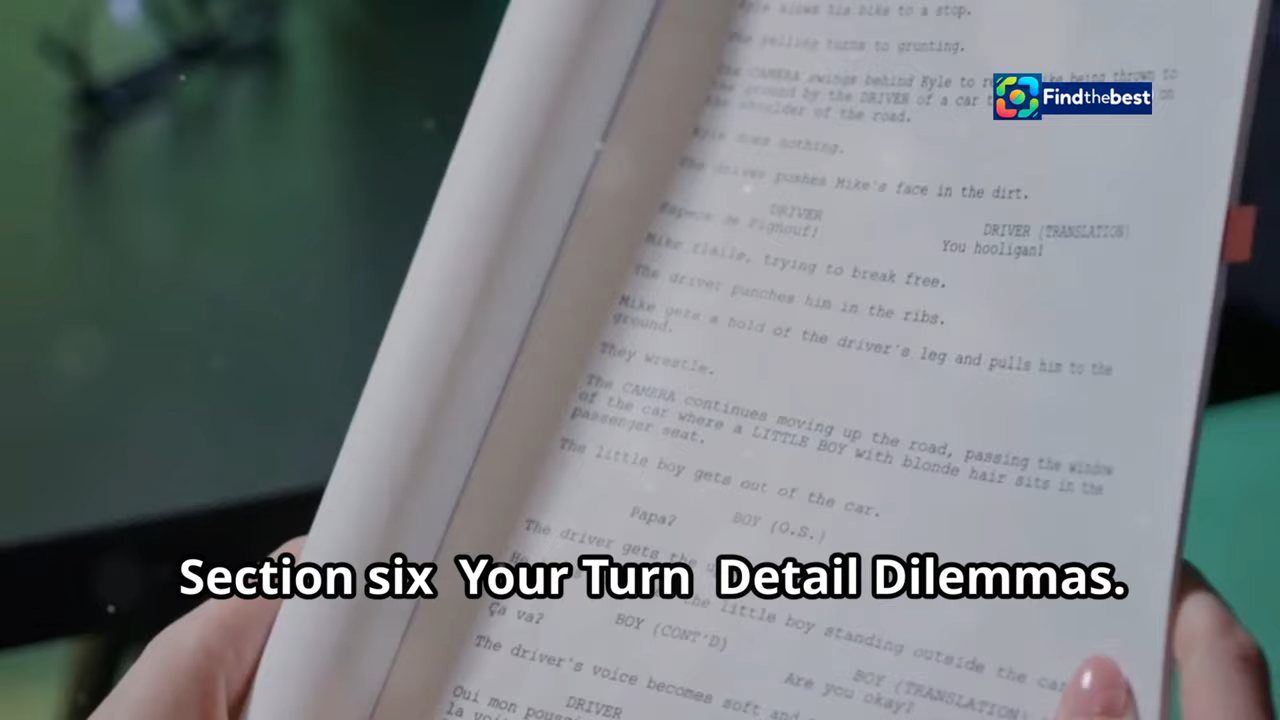 slows his bike to a stop.
The yelling turns to grunting.
The CAMERA swings behind Kyle to being thrown to
the ground by the DRIVER of a car on
the shoulder of the road.
Findthebest
does nothing.
The driver pushes Mike's face in the dirt.
DRIVER
DRIVER (TRANSLATION)
You hooligan!
Mike flails, trying to break free.
The driver punches him in the ribs.
Mike gets a hold of the driver's leg and pulls him to the
ground.
They wrestle.
The CAMERA continues moving up the road, passing the window
of the car where a LITTLE BOY with blonde hair sits in the
passenger seat.
The little boy gets out of the car.
BOY (O.S.)
Papa?
The driver gets the
Section six Your Turn Detail Dilemmas.
the little boy standing outside the car
BOY (CONT'D)
Ça va?
BOY (TRANSLATION)
Are you okay?
The driver's voice becomes soft and
DRIVER
Oui mon
la